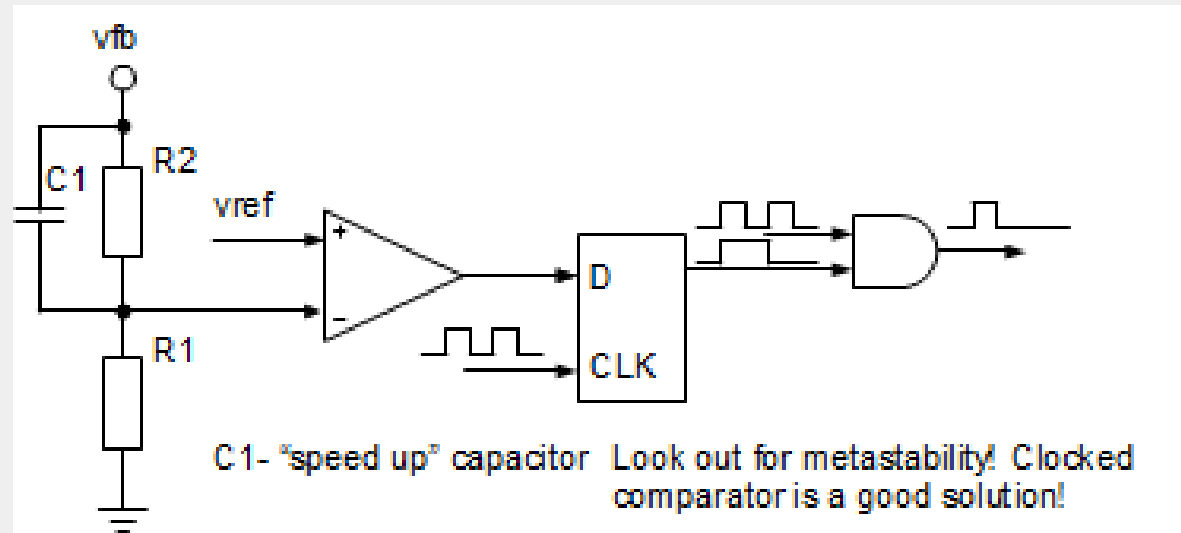 vfb
R2
C1
vref
+
D
−
R1
CLK
C1- "speed up" capacitor
Look out for metastability! Clocked
comparator is a good solution!